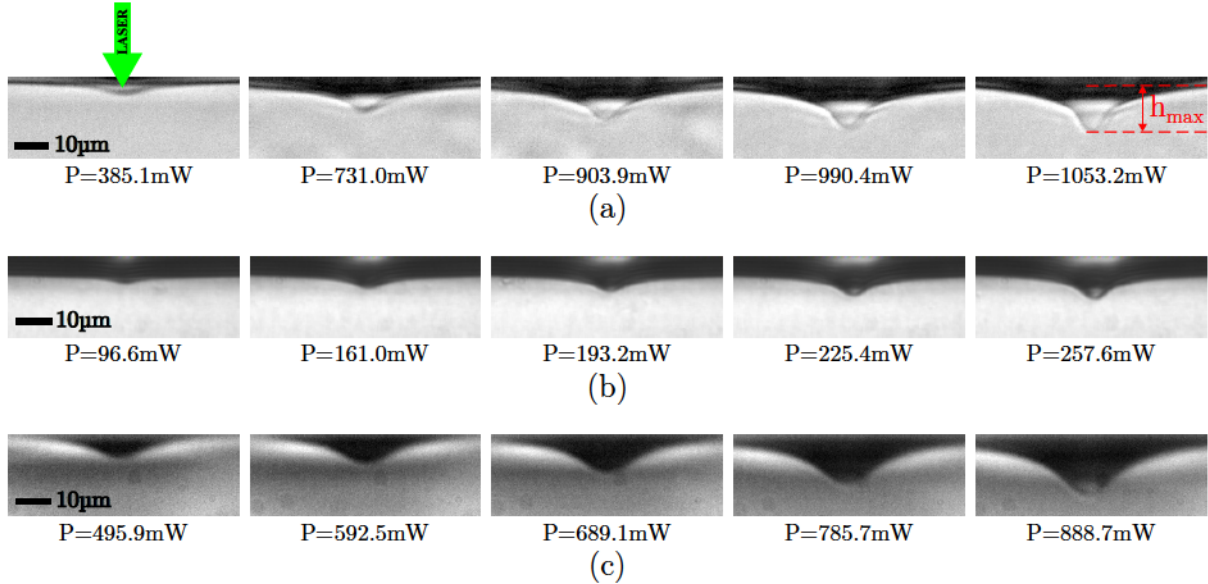 LASER
10µm
h_max
P=385.1mW P=731.0mW P=903.9mW P=990.4mW P=1053.2mW
(a)
10µm
P=96.6mW P=161.0mW P=193.2mW P=225.4mW P=257.6mW
(b)
10µm
P=495.9mW P=592.5mW P=689.1mW P=785.7mW P=888.7mW
(c)